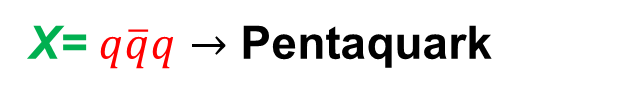 X= qq̄q → Pentaquark